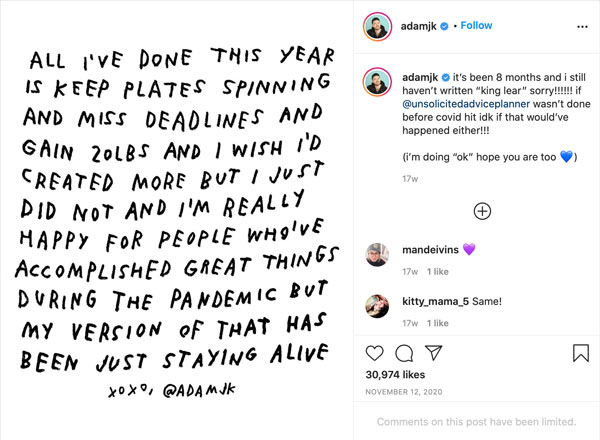 ALL I'VE DONE THIS YEAR
IS KEEP PLATES SPINNING
AND MISS DEADLINES AND
GAIN 20LBS AND I WISH I'D
CREATED MORE BUT I JUST
DID NOT AND I'M REALLY
HAPPY FOR PEOPLE WHO'VE
ACCOMPLISHED GREAT THINGS
DURING THE PANDEMIC BUT
MY VERSION OF THAT HAS
BEEN JUST STAYING ALIVE
XOXO, @ADAMJK
adamjk • Follow
adamjk it's been 8 months and i still
haven't written "king lear" sorry!!!!!! if
@unsolicitedadviceplanner wasn't done
before covid hit idk if that would've
happened either!!!
(i'm doing "ok" hope you are too 💙)
17w
mandeivins 💜
17w 1 like
kitty_mama_5 Same!
17w 1 like
30,974 likes
NOVEMBER 12, 2020
Comments on this post have been limited.